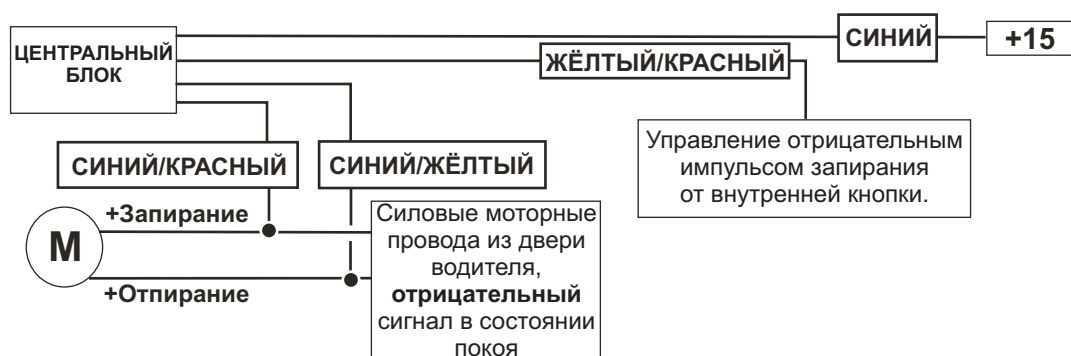 ЦЕНТРАЛЬНЫЙ
БЛОК
СИНИЙ
+15
ЖЁЛТЫЙ/КРАСНЫЙ
Управление отрицательным
импульсом запирания
от внутренней кнопки.
СИНИЙ/КРАСНЫЙ
СИНИЙ/ЖЁЛТЫЙ
М
+Запирание
+Отпирание
Силовые моторные
провода из двери
водителя,
отрицательный
сигнал в состоянии
покоя